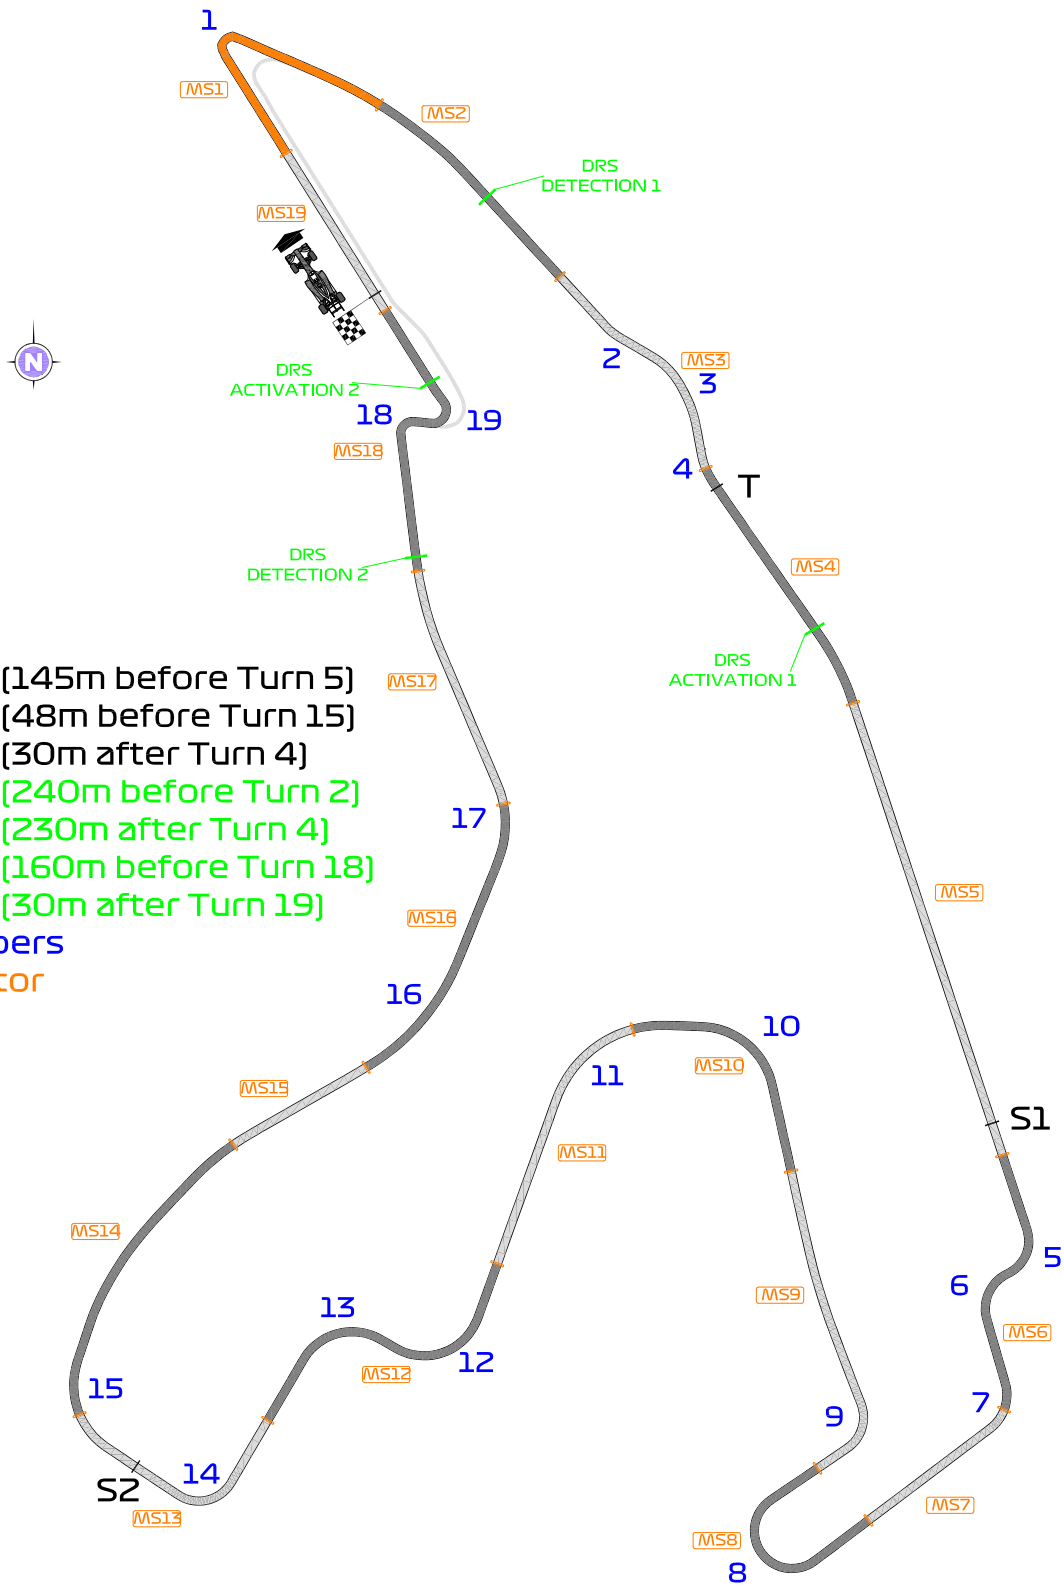 1
MS1
MS2
DRS
DETECTION 1
MS19
N
2
MS3
3
DRS
ACTIVATION 2
18
19
MS18
4
T
DRS
DETECTION 2
MS4
DRS
ACTIVATION 1
MS17
(145m before Turn 5)
(48m before Turn 15)
(30m after Turn 4)
(240m before Turn 2)
(230m after Turn 4)
(160m before Turn 18)
(30m after Turn 19)
bers
tor
17
MS5
MS16
16
10
MS10
11
MS15
S1
MS11
MS14
5
6
MS9
13
MS6
12
MS12
15
7
9
14
S2
MS13
MS7
MS8
8